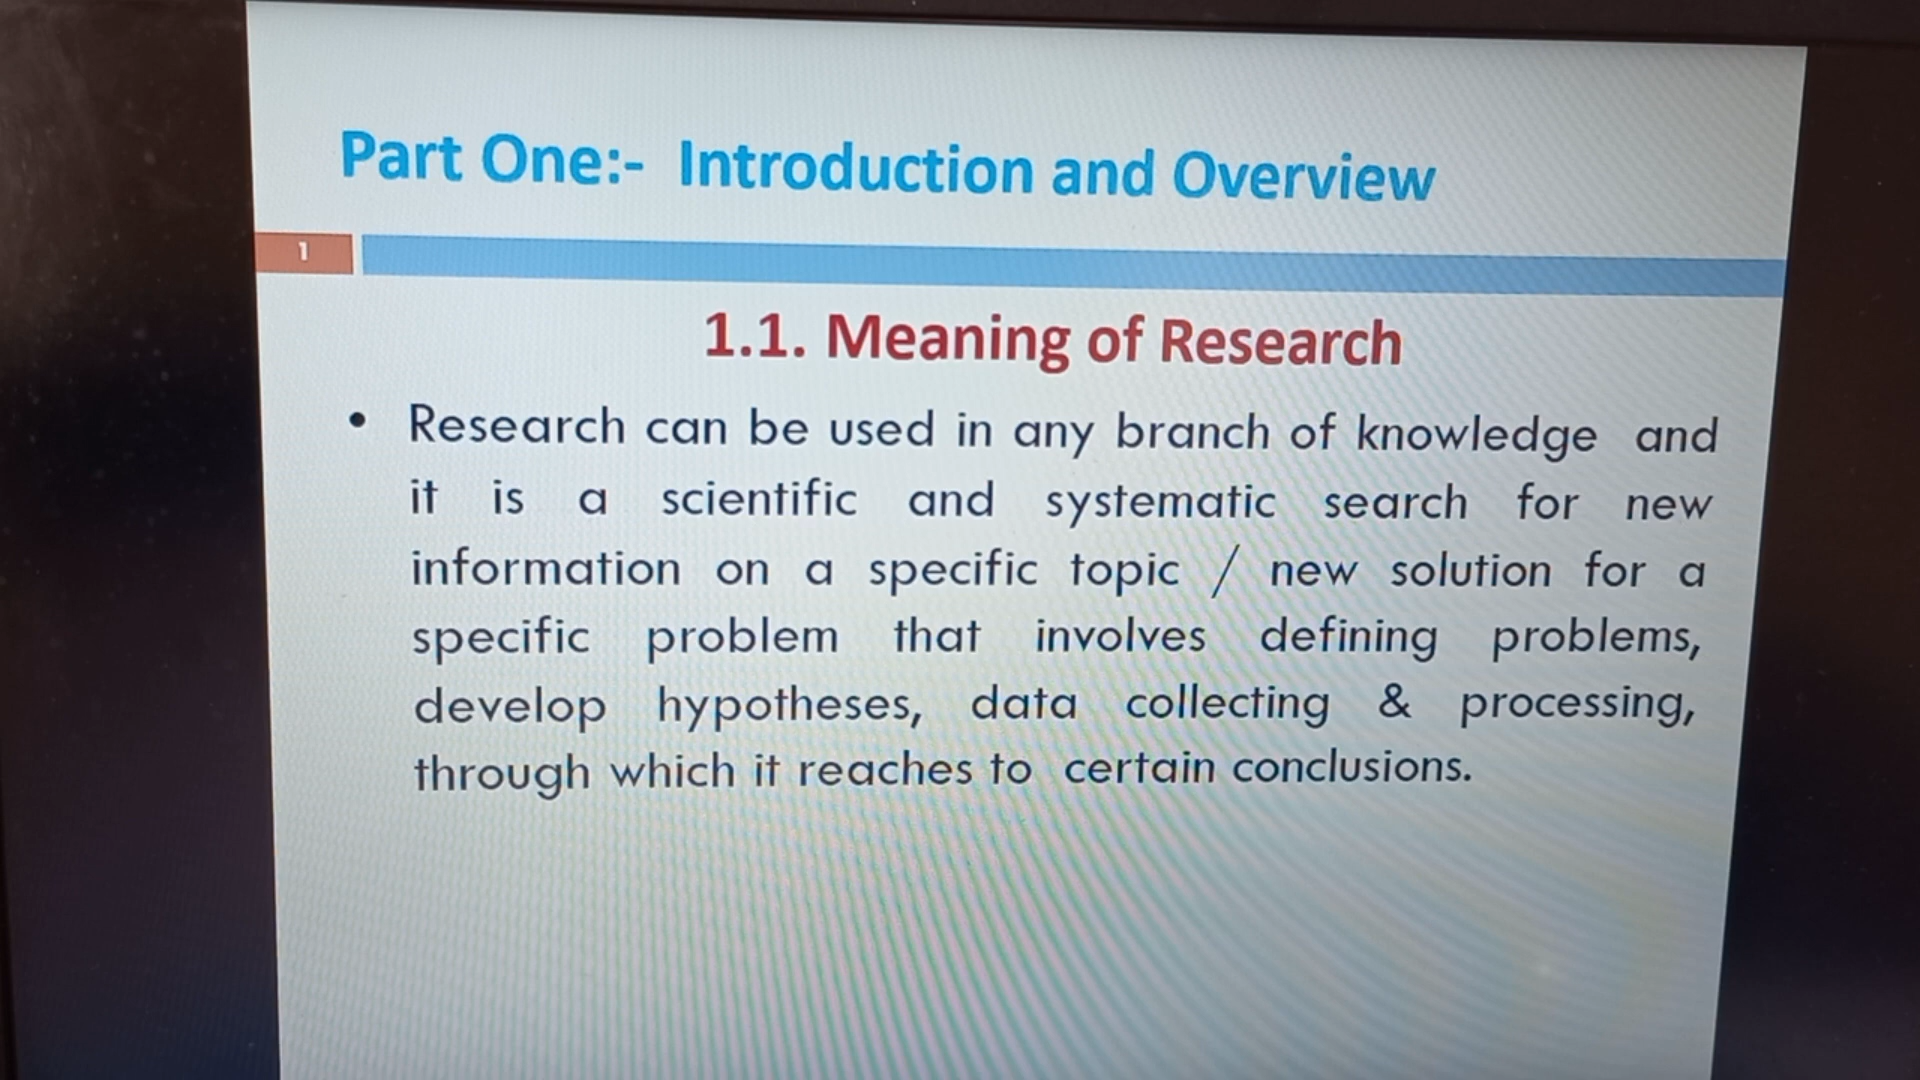 Part One:- Introduction and Overview
1
1.1. Meaning of Research
• Research can be used in any branch of knowledge and
it is a scientific and systematic search for new
information on a specific topic / new solution for a
specific problem that involves defining problems,
develop hypotheses, data collecting & processing,
through which it reaches to certain conclusions.